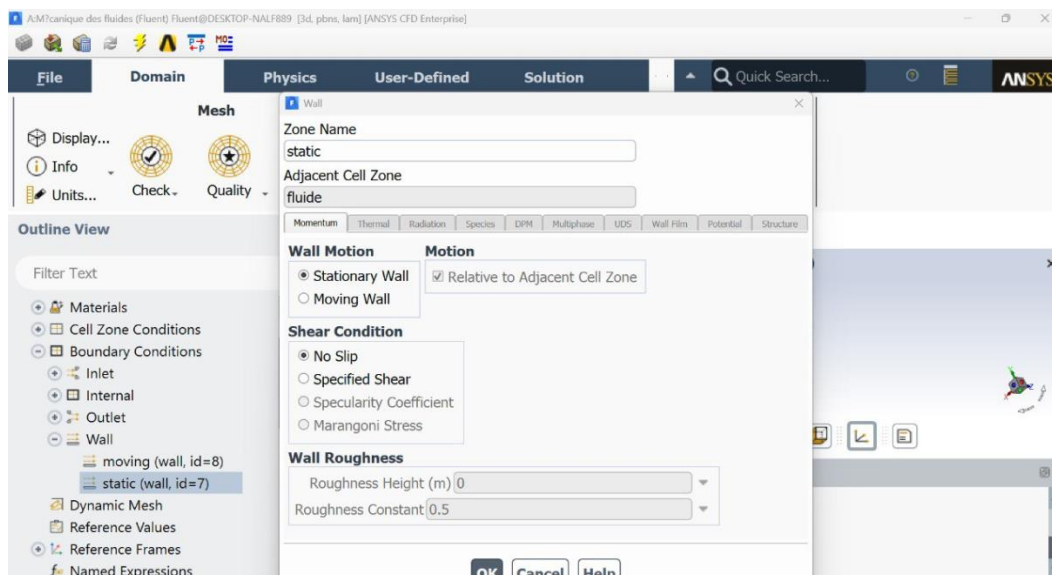 A:M?canique des fluides (Fluent) Fluent@DESKTOP-NALF889 [3d, pbns, lam] [ANSYS CFD Enterprise]
File Domain Physics User-Defined Solution Quick Search... ANSYS
Mesh
Display...
Info
Units...
Check
Quality
Outline View
Filter Text
Materials
Cell Zone Conditions
Boundary Conditions
Inlet
Internal
Outlet
Wall
moving (wall, id=8)
static (wall, id=7)
Dynamic Mesh
Reference Values
Reference Frames
Named Expressions
Wall
Zone Name
static
Adjacent Cell Zone
fluide
Momentum Thermal Radiation Species DPM Multiphase UDS Wall Film Potential Structure
Wall Motion Motion
Stationary Wall Relative to Adjacent Cell Zone
Moving Wall
Shear Condition
No Slip
Specified Shear
Specularity Coefficient
Marangoni Stress
Wall Roughness
Roughness Height (m) 0
Roughness Constant 0.5
OK Cancel Help